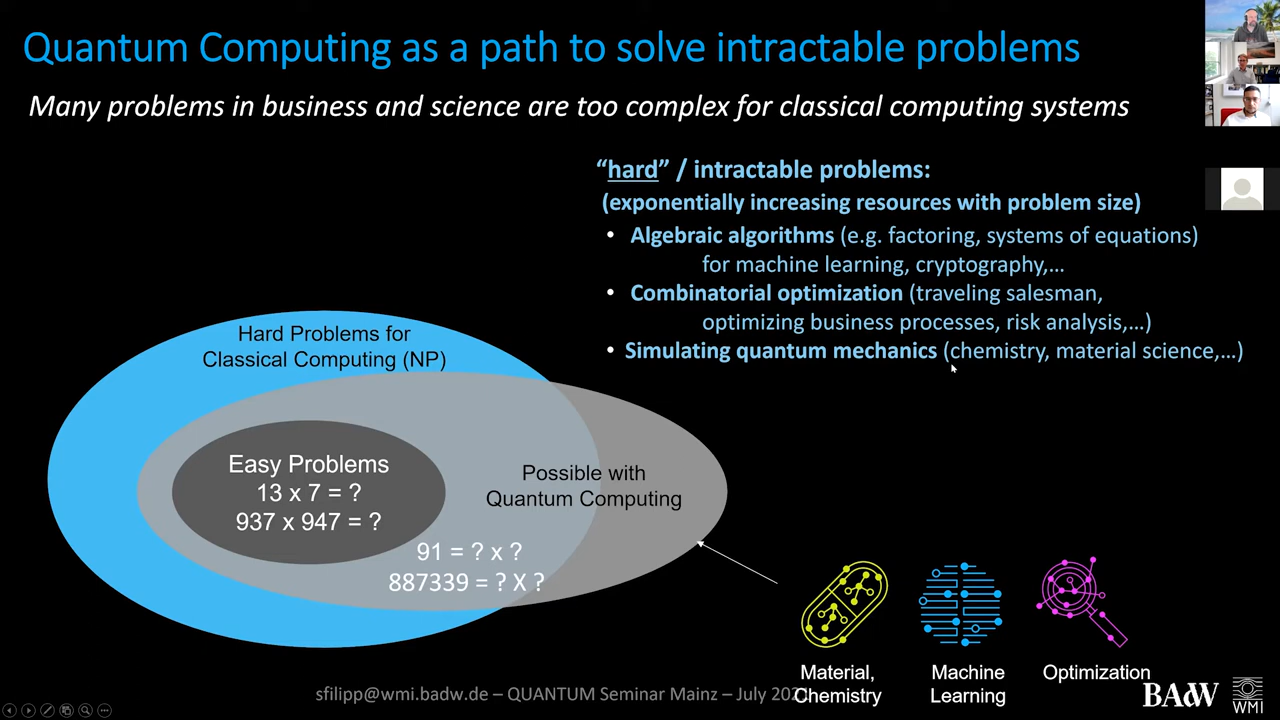 Quantum Computing as a path to solve intractable problems
Many problems in business and science are too complex for classical computing systems
“hard” / intractable problems:
(exponentially increasing resources with problem size)
• Algebraic algorithms (e.g. factoring, systems of equations)
for machine learning, cryptography,…
• Combinatorial optimization (traveling salesman,
optimizing business processes, risk analysis,…)
• Simulating quantum mechanics (chemistry, material science,…)
Hard Problems for
Classical Computing (NP)
Easy Problems
13 x 7 = ?
937 x 947 = ?
Possible with
Quantum Computing
91 = ? x ?
887339 = ? X ?
Material,
Chemistry
Machine
Learning
Optimization
sfilipp@wmi.badw.de – QUANTUM Seminar Mainz – July
BAdW
WMI